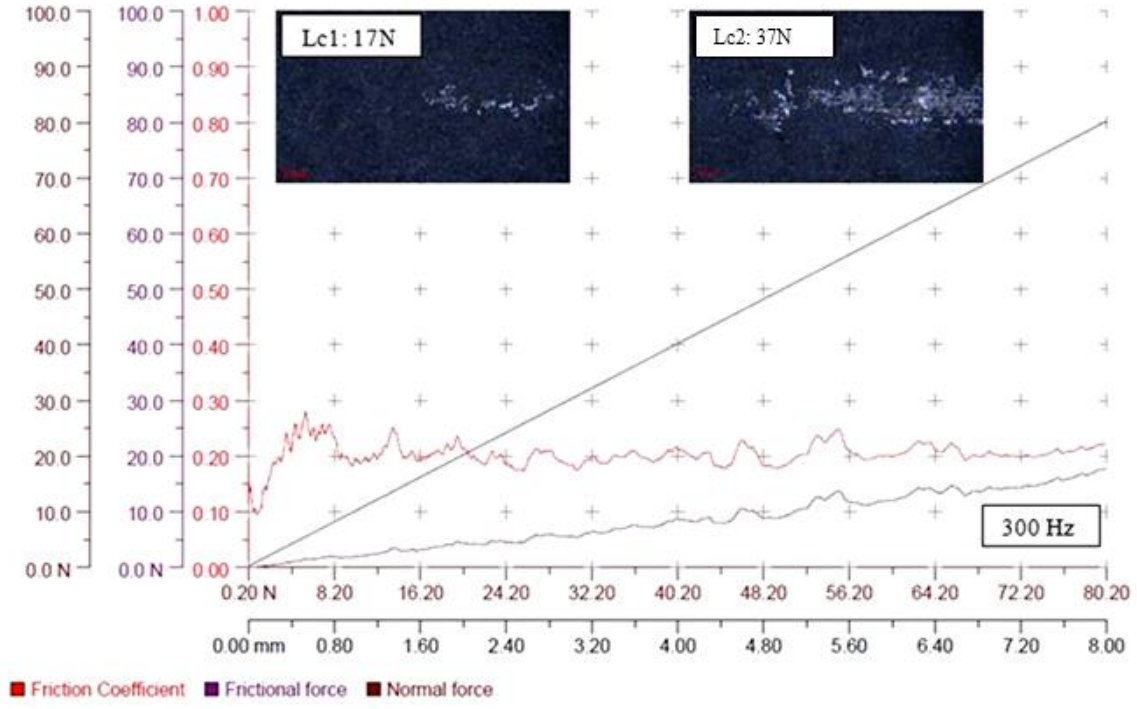 100.0 100.0 1.00
Lc1: 17N Lc2: 37N
90.0 90.0 0.90
80.0 80.0 0.80
70.0 70.0 0.70
60.0 60.0 0.60
50.0 50.0 0.50
40.0 40.0 0.40
30.0 30.0 0.30
20.0 20.0 0.20
10.0 10.0 0.10
300 Hz
0.0 N 0.0 N 0.00
0.20 N 8.20 16.20 24.20 32.20 40.20 48.20 56.20 64.20 72.20 80.20
0.00 mm 0.80 1.60 2.40 3.20 4.00 4.80 5.60 6.40 7.20 8.00
Friction Coefficient Frictional force Normal force